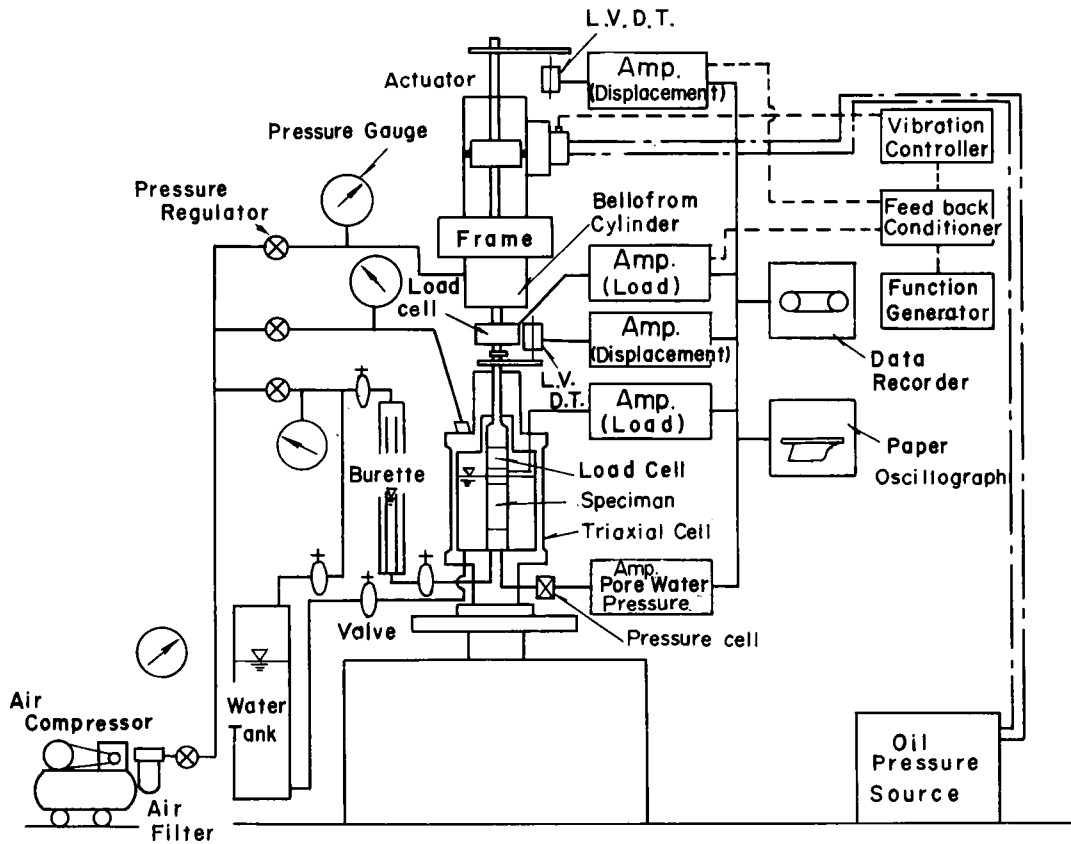 L.V.D.T.
Actuator
Amp.
(Displacement)
Pressure Gauge
Vibration
Controller
Pressure
Regulator
Bellofrom
Cylinder
Feed back
Conditioner
Frame
Amp.
(Load)
Function
Generator
Load
cell
Amp.
(Displacement)
Data
Recorder
L.V.
D.T.
Amp.
(Load)
Paper
Oscillograph
Burette
Load Cell
Speciman
Triaxial Cell
Amp.
Pore Water
Pressure
Valve
Pressure cell
Water
Tank
Air
Compressor
Air
Filter
Oil
Pressure
Source